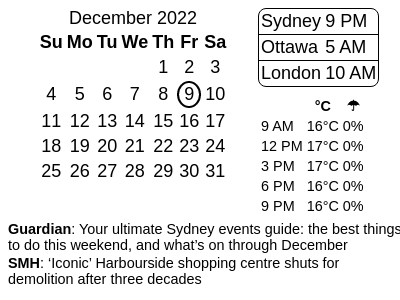 December 2022
Su Mo Tu We Th Fr Sa
1 2 3
4 5 6 7 8 9 10
11 12 13 14 15 16 17
18 19 20 21 22 23 24
25 26 27 28 29 30 31
Sydney 9 PM
Ottawa 5 AM
London 10 AM
°C ☂
9 AM 16°C 0%
12 PM 17°C 0%
3 PM 17°C 0%
6 PM 16°C 0%
9 PM 16°C 0%
Guardian: Your ultimate Sydney events guide: the best things
to do this weekend, and what’s on through December
SMH: ‘Iconic’ Harbourside shopping centre shuts for
demolition after three decades